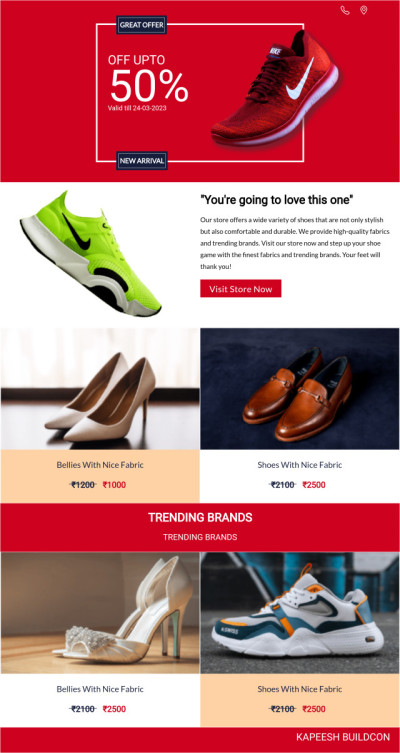 GREAT OFFER
OFF UPTO
50%
Valid till 24-03-2023
NEW ARRIVAL
"You're going to love this one"
Our store offers a wide variety of shoes that are not only stylish
but also comfortable and durable. We provide high-quality fabrics
and trending brands. Visit our store now and step up your shoe
game with the finest fabrics and trending brands. Your feet will
thank you!
Visit Store Now
Bellies With Nice Fabric
₹1200 ₹1000
Shoes With Nice Fabric
₹2100 ₹2500
TRENDING BRANDS
TRENDING BRANDS
Bellies With Nice Fabric
₹2100 ₹2500
Shoes With Nice Fabric
₹2100 ₹2500
KAPEESH BUILDCON